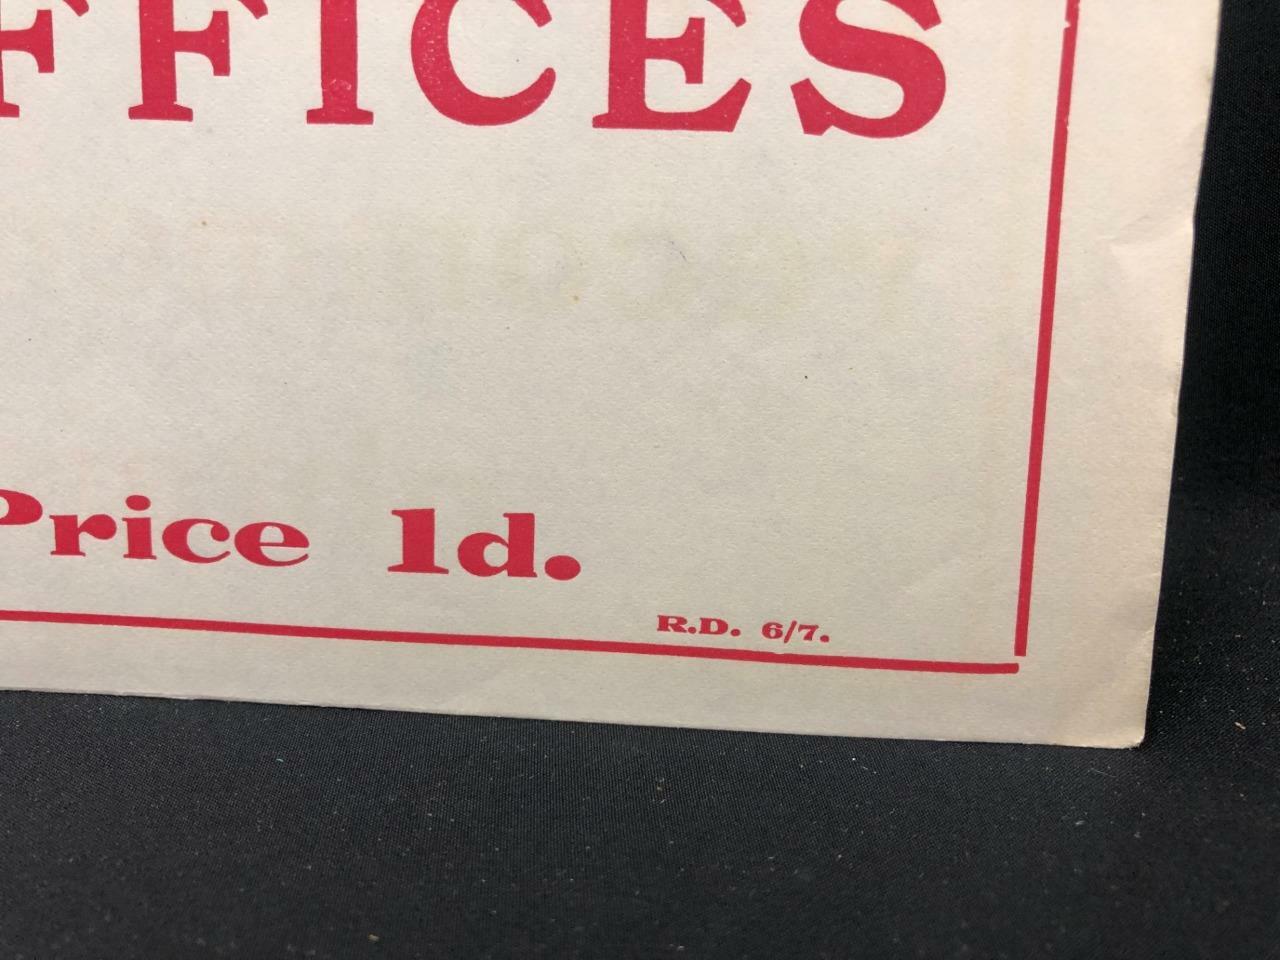 FFICES
Price 1d.
R.D. 6/7.